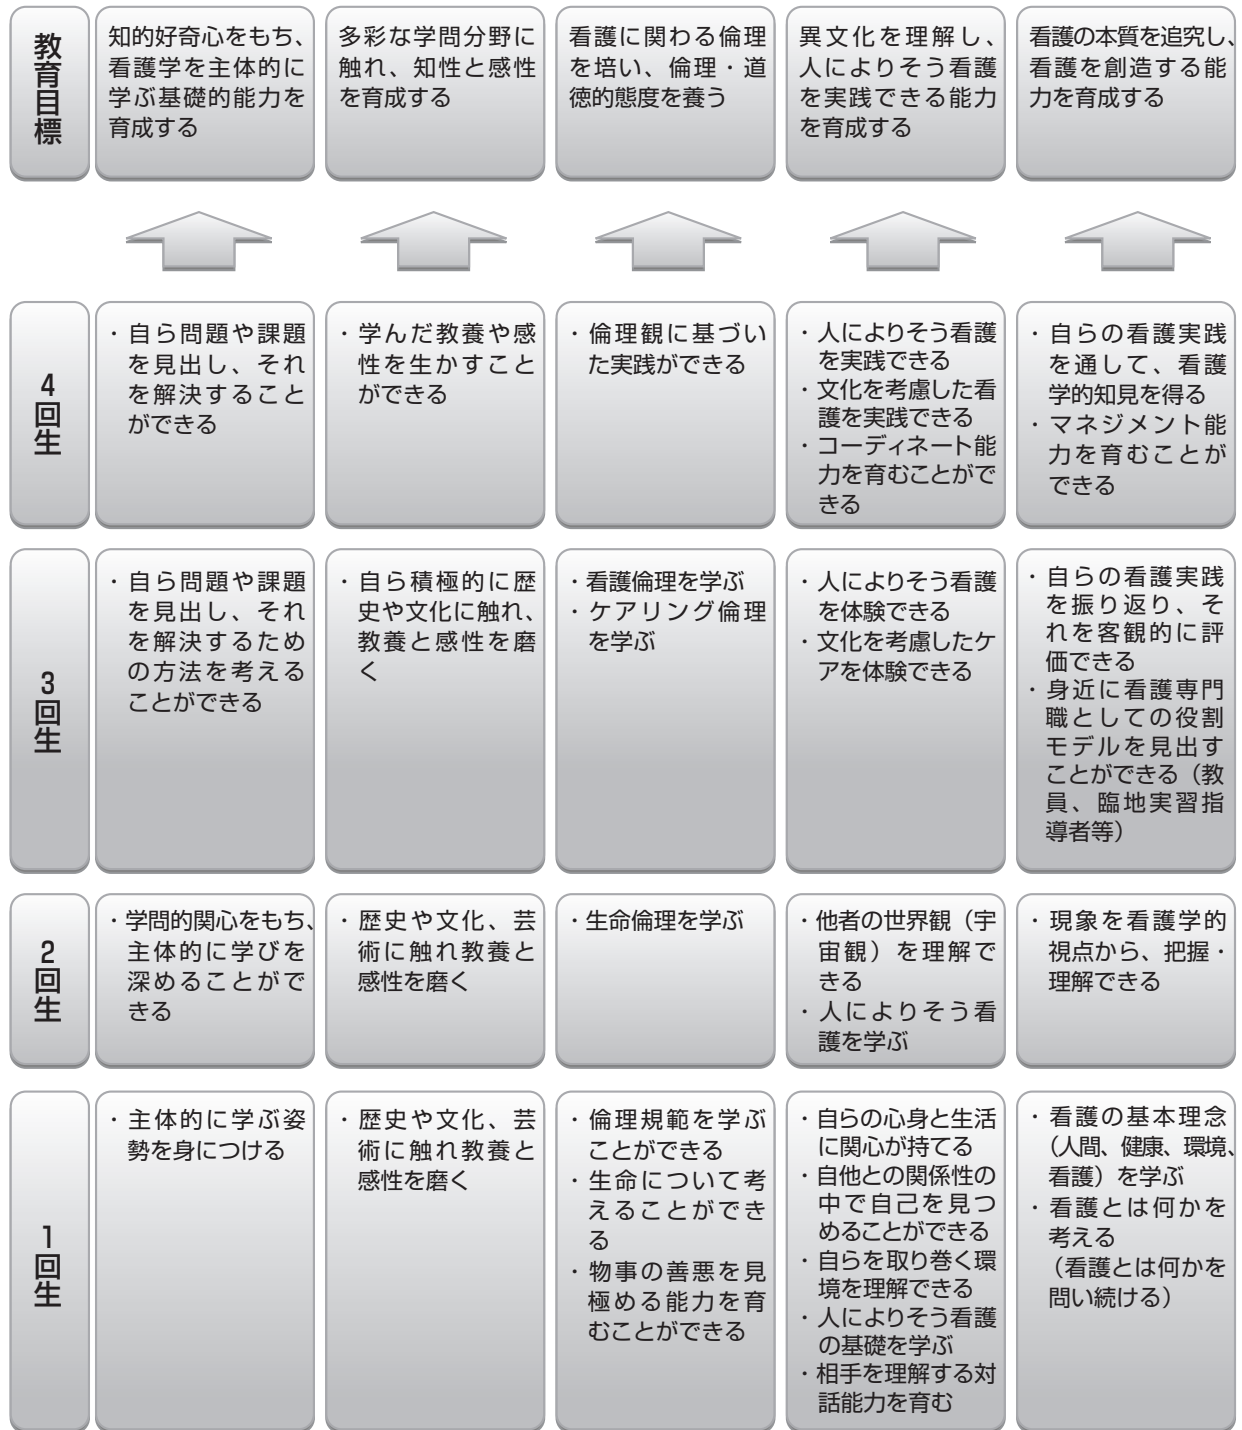 教育目標
知的好奇心をもち、
看護学を主体的に
学ぶ基礎的能力を
育成する
多彩な学問分野に
触れ、知性と感性
を育成する
看護に関わる倫理
を培い、倫理・道
徳的態度を養う
異文化を理解し、
人によりそう看護
を実践できる能力
を育成する
看護の本質を追究し、
看護を創造する能
力を育成する
4回生
・自ら問題や課題
を見出し、それ
を解決すること
ができる
・学んだ教養や感
性を生かすこと
ができる
・倫理観に基づい
た実践ができる
・人によりそう看護
を実践できる
・文化を考慮した看
護を実践できる
・コーディネート能
力を育むことがで
きる
・自らの看護実践
を通して、看護
学的知見を得る
・マネジメント能
力を育むことが
できる
3回生
・自ら問題や課題
を見出し、それ
を解決するため
の方法を考える
ことができる
・自ら積極的に歴
史や文化に触れ、
教養と感性を磨
く
・看護倫理を学ぶ
・ケアリング倫理
を学ぶ
・人によりそう看護
を体験できる
・文化を考慮したケ
アを体験できる
・自らの看護実践
を振り返り、そ
れを客観的に評
価できる
・身近に看護専門
職としての役割
モデルを見出す
ことができる（教
員、臨地実習指
導者等）
2回生
・学問的関心をもち、
主体的に学びを
深めることがで
きる
・歴史や文化、芸
術に触れ教養と
感性を磨く
・生命倫理を学ぶ
・他者の世界観（宇
宙観）を理解で
きる
・人によりそう看
護を学ぶ
・現象を看護学的
視点から、把握・
理解できる
1回生
・主体的に学ぶ姿
勢を身につける
・歴史や文化、芸
術に触れ教養と
感性を磨く
・倫理規範を学ぶ
ことができる
・生命について考
えることができ
る
・物事の善悪を見
極める能力を育
むことができる
・自らの心身と生活
に関心が持てる
・自他との関係性の
中で自己を見つ
めることができる
・自らを取り巻く環
境を理解できる
・人によりそう看護
の基礎を学ぶ
・相手を理解する対
話能力を育む
・看護の基本理念
（人間、健康、環境、
看護）を学ぶ
・看護とは何かを
考える
（看護とは何かを
問い続ける）